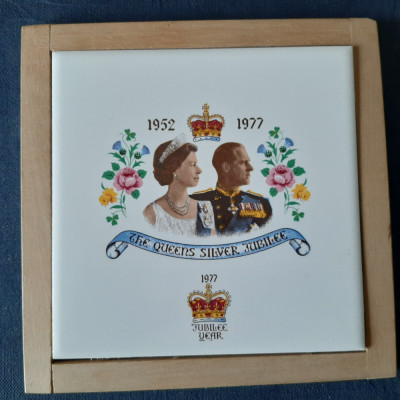 1952 1977
THE QUEENS SILVER JUBILEE
1977
JUBILEE
YEAR